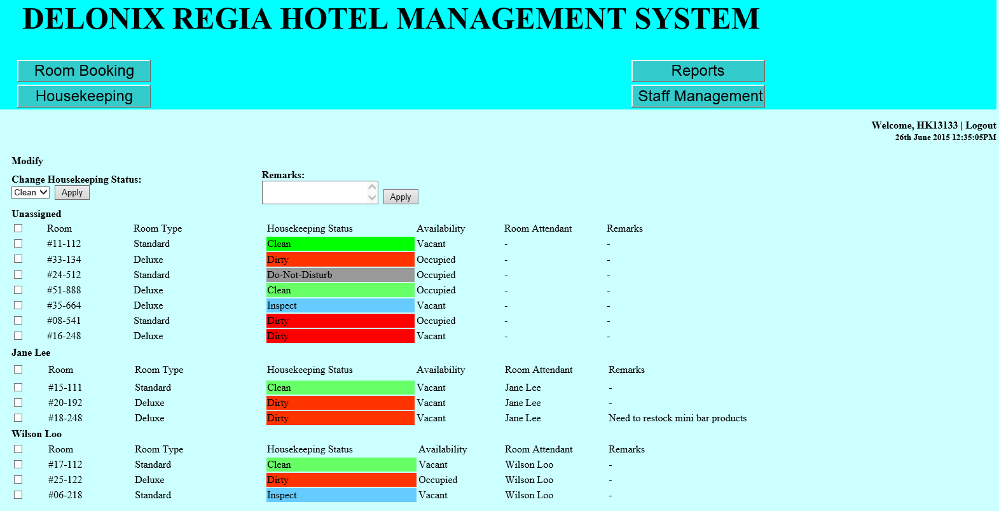 DELONIX REGIA HOTEL MANAGEMENT SYSTEM
Room Booking Reports
Housekeeping Staff Management
Welcome, HK13133 | Logout
26th June 2015 12:35:05PM
Modify
Change Housekeeping Status: Remarks:
Clean Apply Apply
Unassigned
Room Room Type Housekeeping Status Availability Room Attendant Remarks
#11-112 Standard Clean Vacant - -
#33-134 Deluxe Dirty Occupied - -
#24-512 Standard Do-Not-Disturb Occupied - -
#51-888 Deluxe Clean Occupied - -
#35-664 Deluxe Inspect Vacant - -
#08-541 Standard Dirty Occupied - -
#16-248 Deluxe Dirty Vacant - -
Jane Lee
Room Room Type Housekeeping Status Availability Room Attendant Remarks
#15-111 Standard Clean Vacant Jane Lee -
#20-192 Deluxe Dirty Vacant Jane Lee -
#18-248 Deluxe Dirty Vacant Jane Lee Need to restock mini bar products
Wilson Loo
Room Room Type Housekeeping Status Availability Room Attendant Remarks
#17-112 Standard Clean Vacant Wilson Loo -
#25-122 Deluxe Dirty Occupied Wilson Loo -
#06-218 Standard Inspect Vacant Wilson Loo -